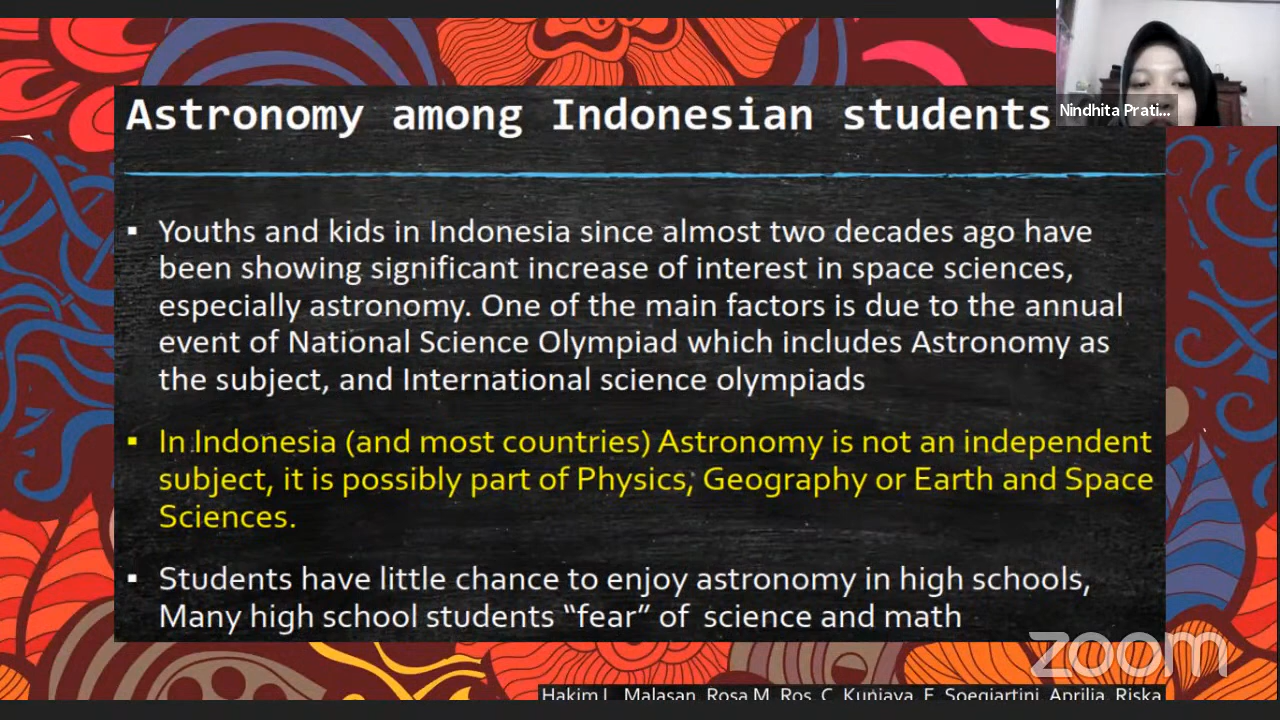 Astronomy among Indonesian students
Nindhita Prati...
▪ Youths and kids in Indonesia since almost two decades ago have
been showing significant increase of interest in space sciences,
especially astronomy. One of the main factors is due to the annual
event of National Science Olympiad which includes Astronomy as
the subject, and International science olympiads
▪ In Indonesia (and most countries) Astronomy is not an independent
subject, it is possibly part of Physics, Geography or Earth and Space
Sciences.
▪ Students have little chance to enjoy astronomy in high schools,
Many high school students “fear” of science and math
zoom
Hakim L. Malasan, Rosa M. Ros, C. Kunjaya, E. Soegiartini, Aprilia, Riska